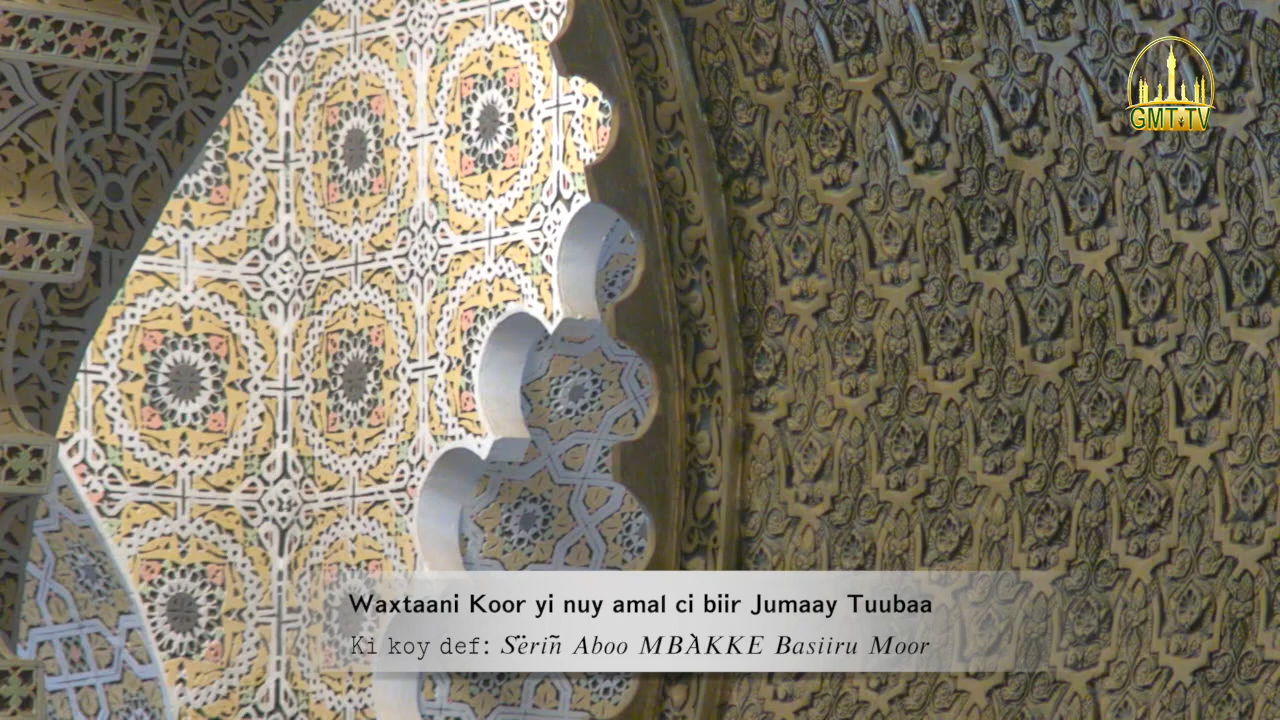 GMT TV
Waxtaani Koor yi nuy amal ci biir Jumaay Tuubaa
Ki koy def: Sëriñ Aboo MBÀKKE Basiiru Moor